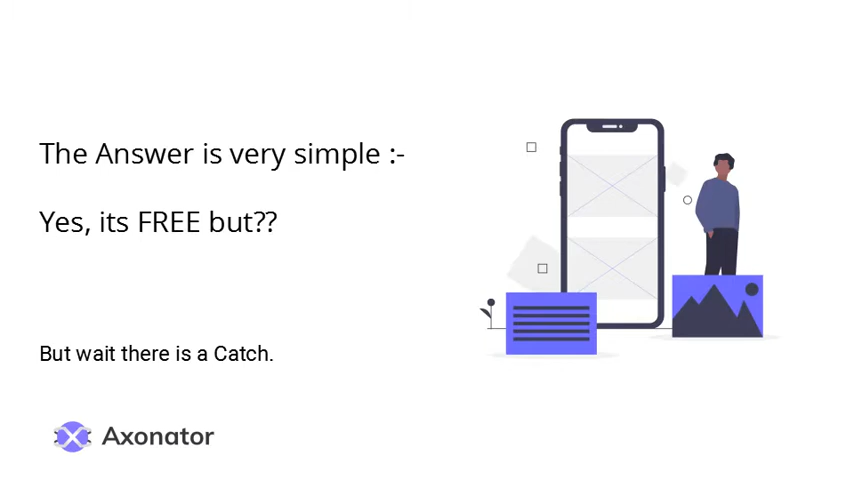 The Answer is very simple :-
Yes, its FREE but??
But wait there is a Catch.
Axonator